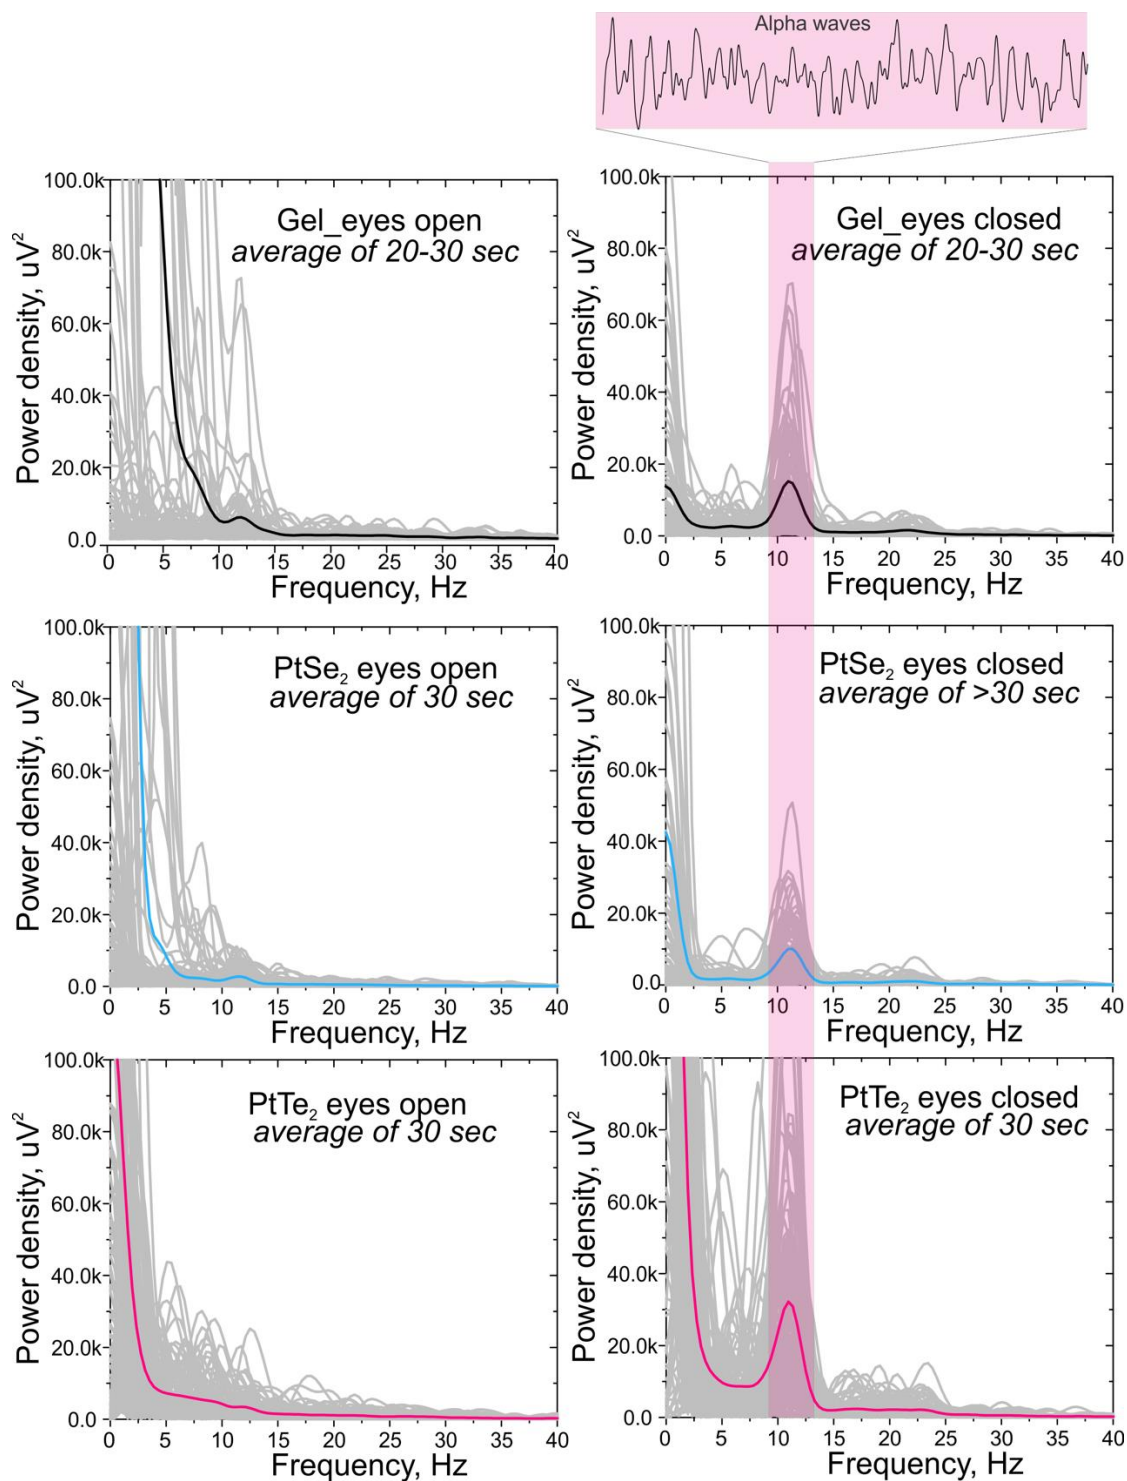 Alpha waves
100.0k
80.0k
60.0k
40.0k
20.0k
0.0
Power density, uV²
Gel_eyes open
average of 20-30 sec
0 5 10 15 20 25 30 35 40
Frequency, Hz
100.0k
80.0k
60.0k
40.0k
20.0k
0.0
Power density, uV²
Gel_eyes closed
average of 20-30 sec
0 5 10 15 20 25 30 35 40
Frequency, Hz
100.0k
80.0k
60.0k
40.0k
20.0k
0.0
Power density, uV²
PtSe₂ eyes open
average of 30 sec
0 5 10 15 20 25 30 35 40
Frequency, Hz
100.0k
80.0k
60.0k
40.0k
20.0k
0.0
Power density, uV²
PtSe₂ eyes closed
average of >30 sec
0 5 10 15 20 25 30 35 40
Frequency, Hz
100.0k
80.0k
60.0k
40.0k
20.0k
0.0
Power density, uV²
PtTe₂ eyes open
average of 30 sec
0 5 10 15 20 25 30 35 40
Frequency, Hz
100.0k
80.0k
60.0k
40.0k
20.0k
0.0
Power density, uV²
PtTe₂ eyes closed
average of 30 sec
0 5 10 15 20 25 30 35 40
Frequency, Hz